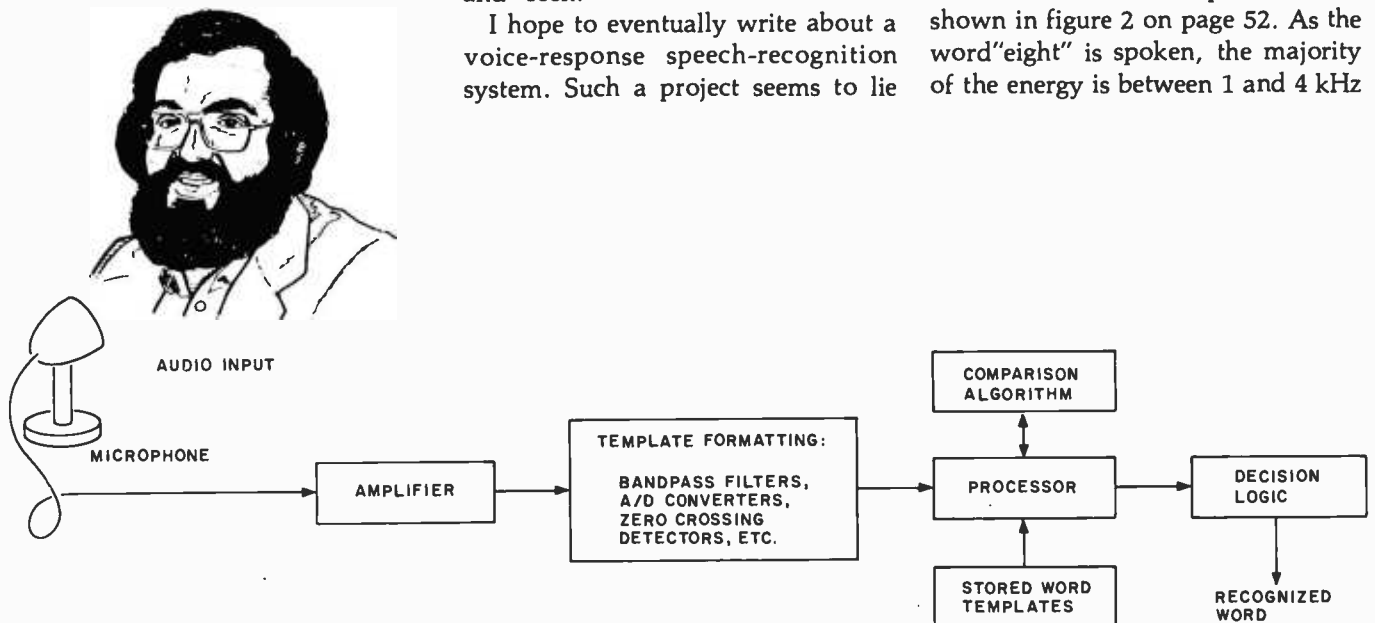 I hope to eventually write about a
voice-response speech-recognition
system. Such a project seems to lie
shown in figure 2 on page 52. As the
word"eight" is spoken, the majority
of the energy is between 1 and 4 kHz
AUDIO INPUT
MICROPHONE
AMPLIFIER
TEMPLATE FORMATTING:
BANDPASS FILTERS,
A/D CONVERTERS,
ZERO CROSSING
DETECTORS, ETC.
COMPARISON
ALGORITHM
PROCESSOR
STORED WORD
TEMPLATES
DECISION
LOGIC
RECOGNIZED
WORD